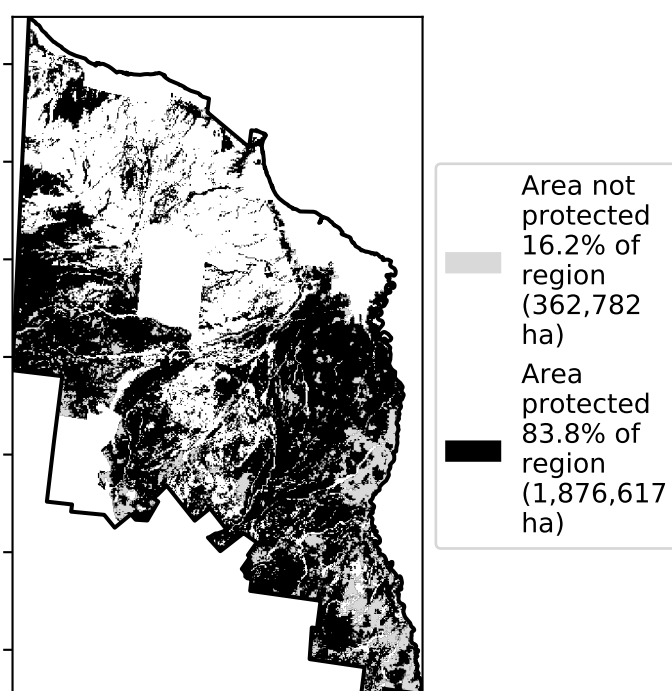 Area not
protected
16.2% of
region
(362,782
ha)
Area
protected
83.8% of
region
(1,876,617
ha)